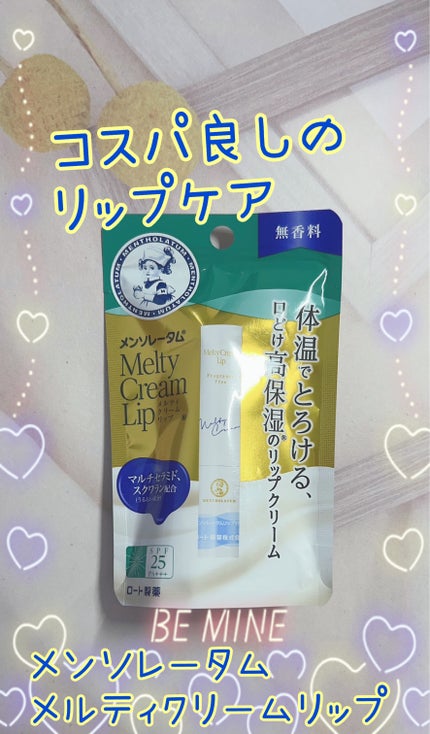 コスパ良しの
リップケア
無香料
MENTHOLATUM
メンソレータム®
Melty
Cream
Lip
メルティ
クリーム
リップ
体温でとろける、
口どけ高保湿のリップクリーム
MeltyCream
Lip
Fragrance
Free
マルチセラミド、
スクワラン配合
MENTHOLATUM
SPF
25
PA+++
ロート製薬
BE MINE
メンソレータム
メルティクリームリップ